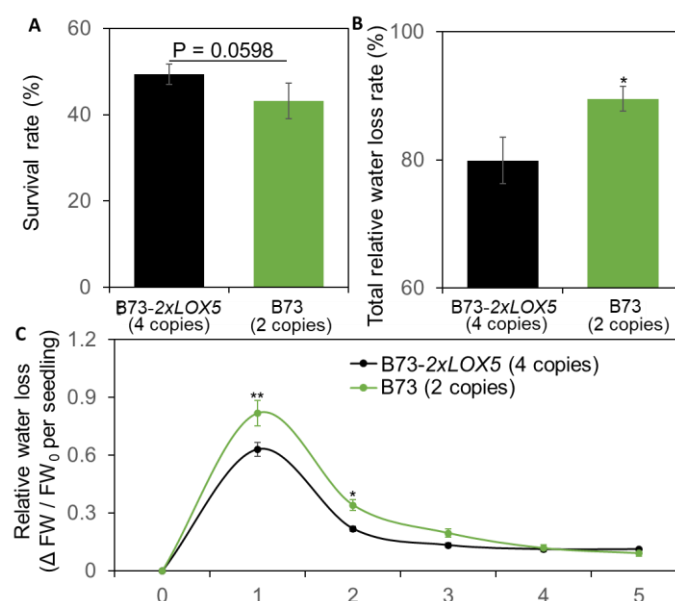 A
Survival rate (%)
60
40
20
0
P = 0.0598
B73-2xLOX5
(4 copies)
B73
(2 copies)
B
Total relative water loss rate (%)
100
80
60
*
B73-2xLOX5
(4 copies)
B73
(2 copies)
C
Relative water loss
(Δ FW / FW₀ per seedling)
1.2
0.9
0.6
0.3
0
B73-2xLOX5 (4 copies)
B73 (2 copies)
**
*
0 1 2 3 4 5